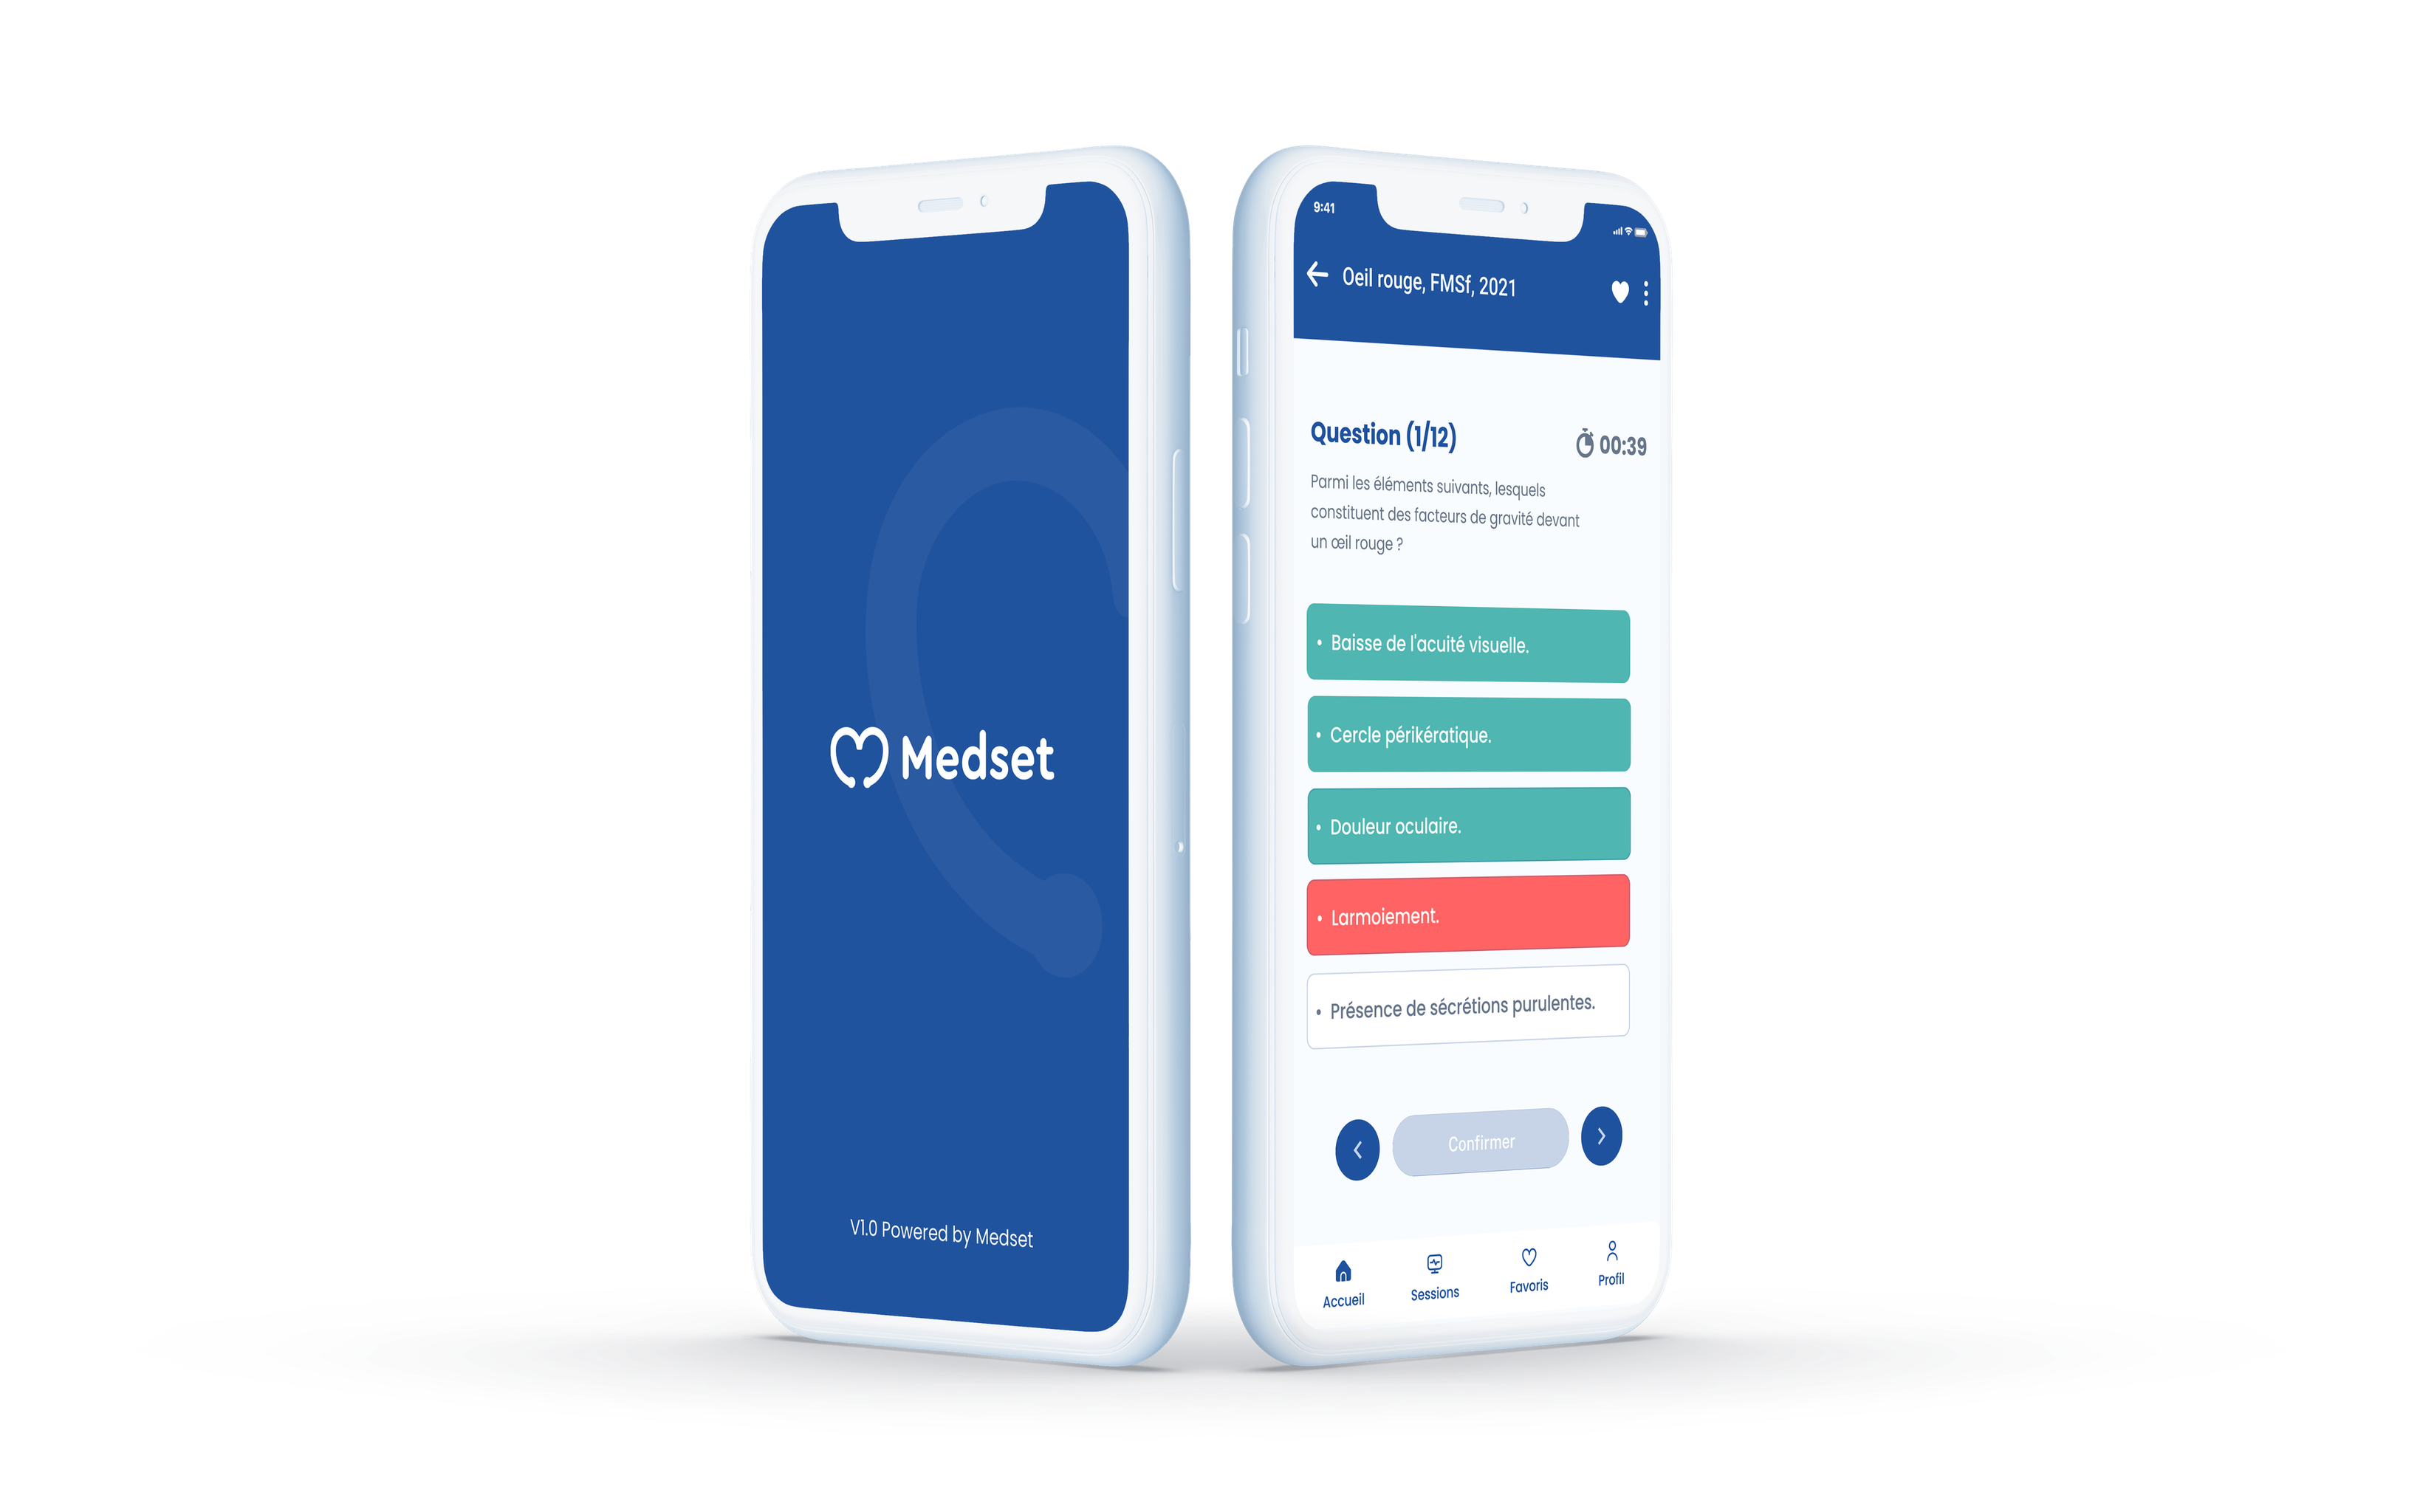 Medset
V1.0 Powered by Medset
9:41
Oeil rouge, FMSf, 2021
Question (1/12)
00:39
Parmi les éléments suivants, lesquels
constituent des facteurs de gravité devant
un œil rouge ?
• Baisse de l'acuité visuelle.
• Cercle périkératique.
• Douleur oculaire.
• Larmoiement.
• Présence de sécrétions purulentes.
Confirmer
Accueil
Sessions
Favoris
Profil